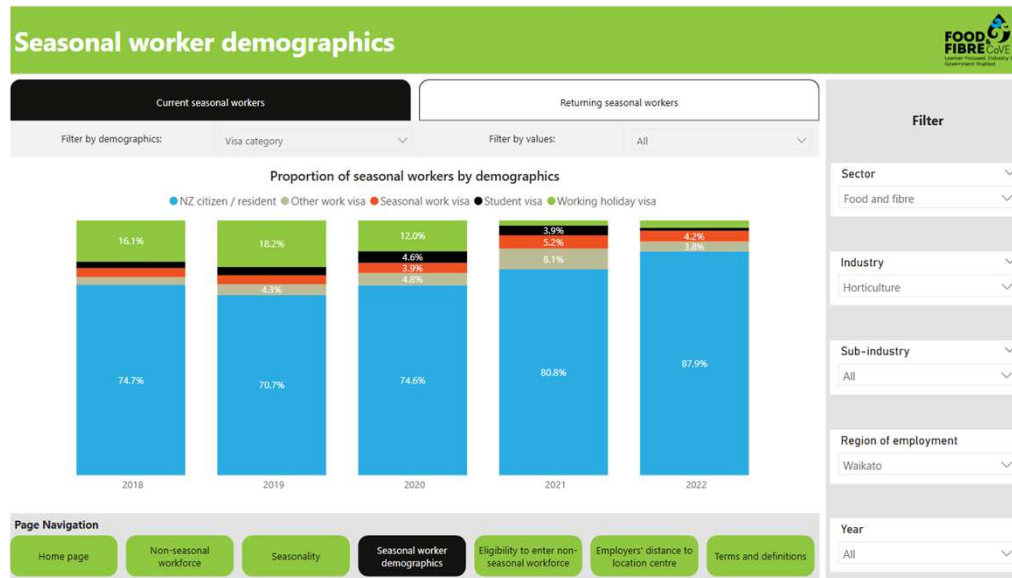 Seasonal worker demographics
FOOD
&
FIBRE CoVE
Learner Focused, Industry
Government Enabled
Current seasonal workers
Returning seasonal workers
Filter by demographics:
Visa category
Filter by values:
All
Proportion of seasonal workers by demographics
NZ citizen / resident Other work visa Seasonal work visa Student visa Working holiday visa
16.1%
18.2%
12.0%
3.9%
4.2%
4.6%
5.2%
3.8%
3.9%
8.1%
4.3%
4.8%
74.7%
70.7%
74.6%
80.8%
87.9%
2018
2019
2020
2021
2022
Filter
Sector
Food and fibre
Industry
Horticulture
Sub-industry
All
Region of employment
Waikato
Year
All
Page Navigation
Home page
Non-seasonal
workforce
Seasonality
Seasonal worker
demographics
Eligibility to enter non-
seasonal workforce
Employers' distance to
location centre
Terms and definitions